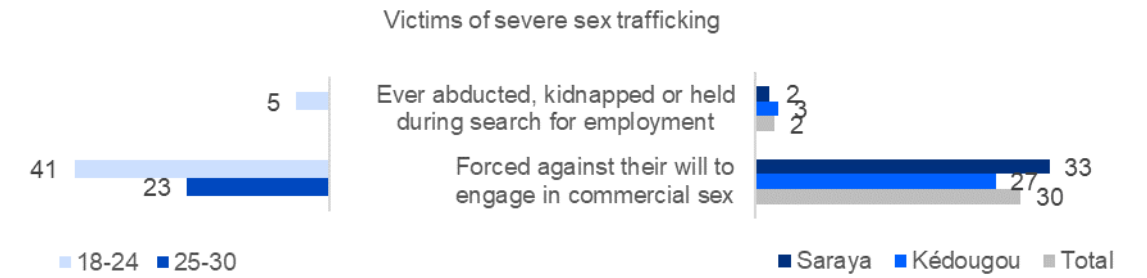 Victims of severe sex trafficking
5
Ever abducted, kidnapped or held
during search for employment
2
3
2
41
23
Forced against their will to
engage in commercial sex
33
27
30
18-24 25-30
Saraya Kédougou Total